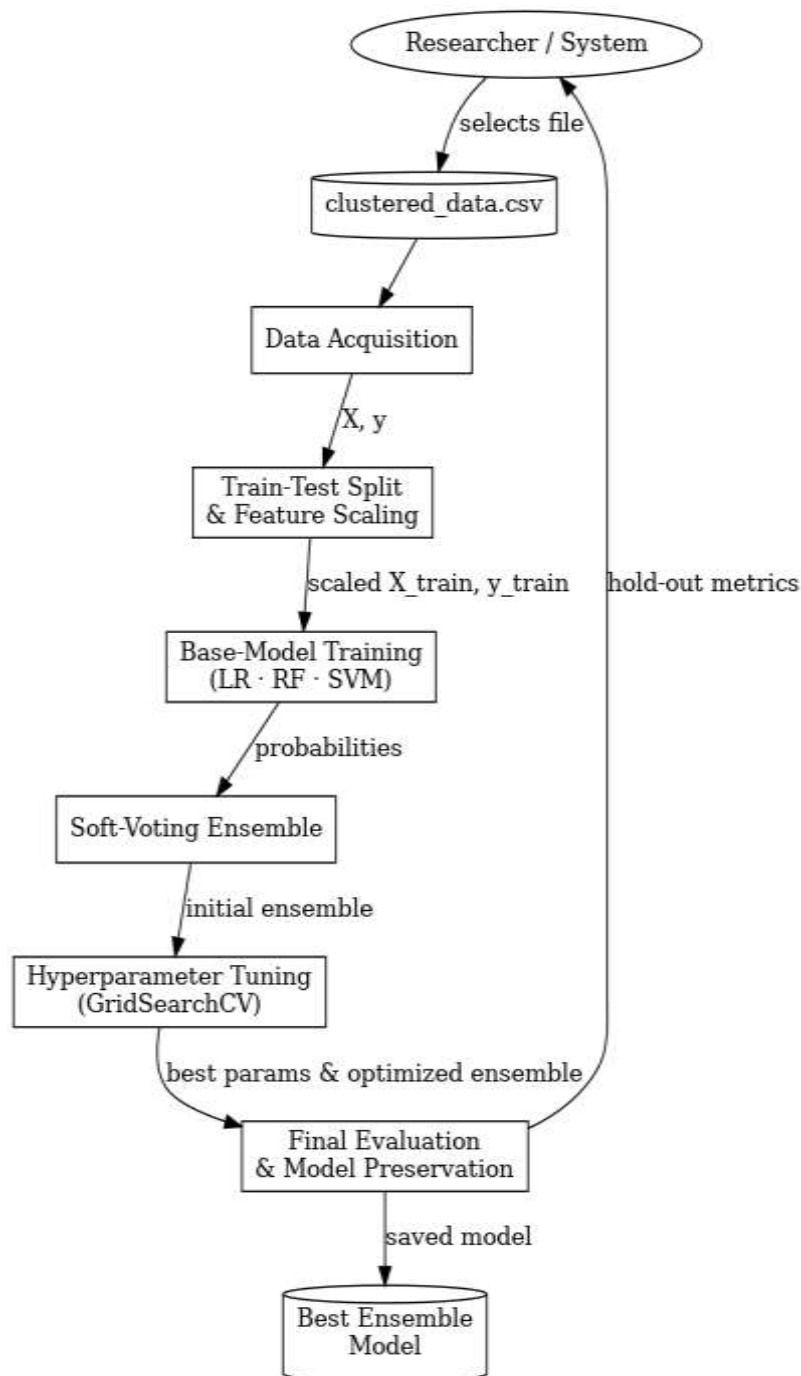 Researcher / System
selects file
clustered_data.csv
Data Acquisition
X, y
Train-Test Split
& Feature Scaling
scaled X_train, y_train
hold-out metrics
Base-Model Training
(LR · RF · SVM)
probabilities
Soft-Voting Ensemble
initial ensemble
Hyperparameter Tuning
(GridSearchCV)
best params & optimized ensemble
Final Evaluation
& Model Preservation
saved model
Best Ensemble
Model